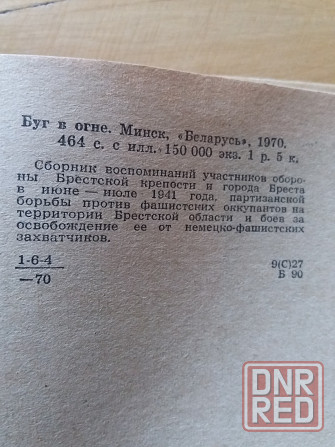 Буг в огне. Минск, «Беларусь», 1970.
464 с. с илл. 150 000 экз. 1 р. 5 к.
Сборник воспоминаний участников оборо-
ны Брестской крепости и города Бреста
в июне — июле 1941 года, партизанской
борьбы против фашистских оккупантов на
территории Брестской области и боев за
освобождение ее от немецко-фашистских
захватчиков.
1-6-4
—70
9(С)27
Б 90
DNR
RED